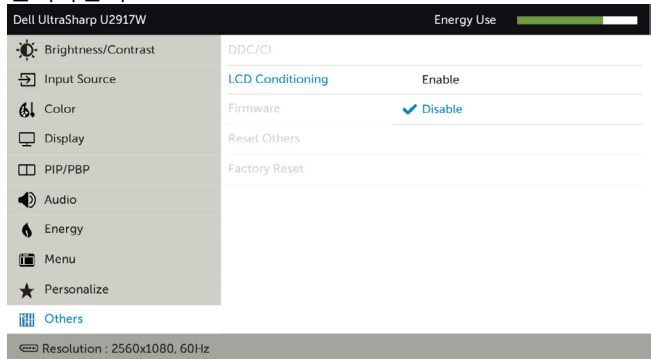 Dell UltraSharp U2917W Energy Use
Brightness/Contrast DDC/CI
Input Source LCD Conditioning Enable
Color Firmware Disable
Display Reset Others
PIP/PBP Factory Reset
Audio
Energy
Menu
Personalize
Others
Resolution : 2560x1080, 60Hz